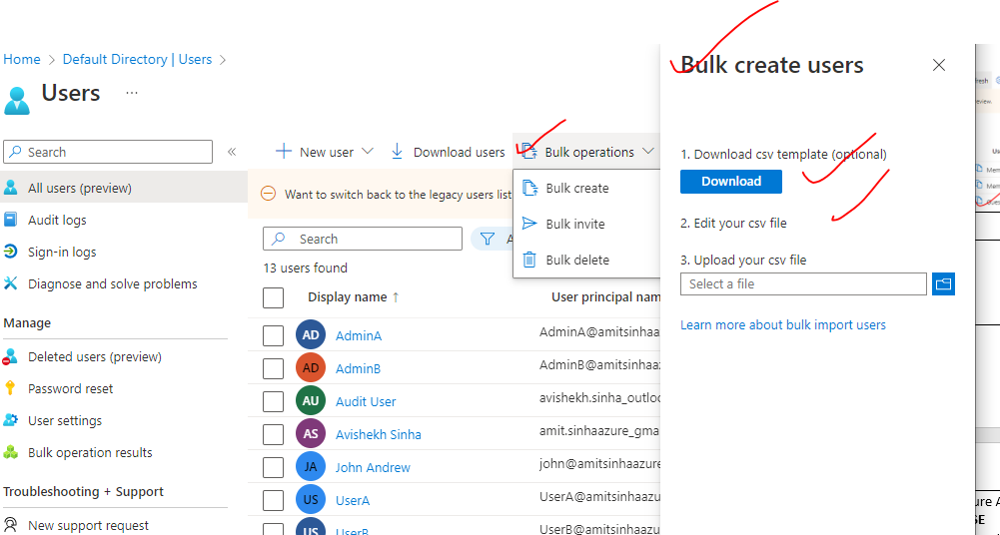 Home > Default Directory | Users >
Users ...
Search «
All users (preview)
Audit logs
Sign-in logs
Diagnose and solve problems
Manage
Deleted users (preview)
Password reset
User settings
Bulk operation results
Troubleshooting + Support
New support request
+ New user Download users Bulk operations
Want to switch back to the legacy users list
Bulk create
Bulk invite
Bulk delete
Search
13 users found
Display name ↑ User principal nam
AD AdminA AdminA@amitsinhaaz
AD AdminB AdminB@amitsinhaaz
AU Audit User avishekh.sinha_outloo
AS Avishekh Sinha amit.sinhaazure_gma
JA John Andrew john@amitsinhaazure
US UserA UserA@amitsinhaazu
US UserB UserB@amitsinhaazu
Bulk create users
1. Download csv template (optional)
Download
2. Edit your csv file
3. Upload your csv file
Select a file
Learn more about bulk import users